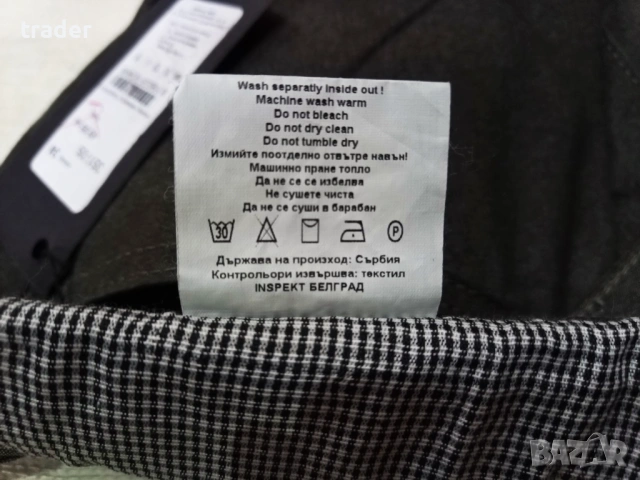 trader
Wash separatly inside out !
Machine wash warm
Do not bleach
Do not dry clean
Do not tumble dry
Измийте поотделно отвътре навън!
Машинно пране топло
Да не се се избелва
Не сушете чиста
Да не се суши в барабан
30
P
Държава на произход: Сърбия
Контрольори извършва: текстил
INSPEKT БЕЛГРАД
BAZAR